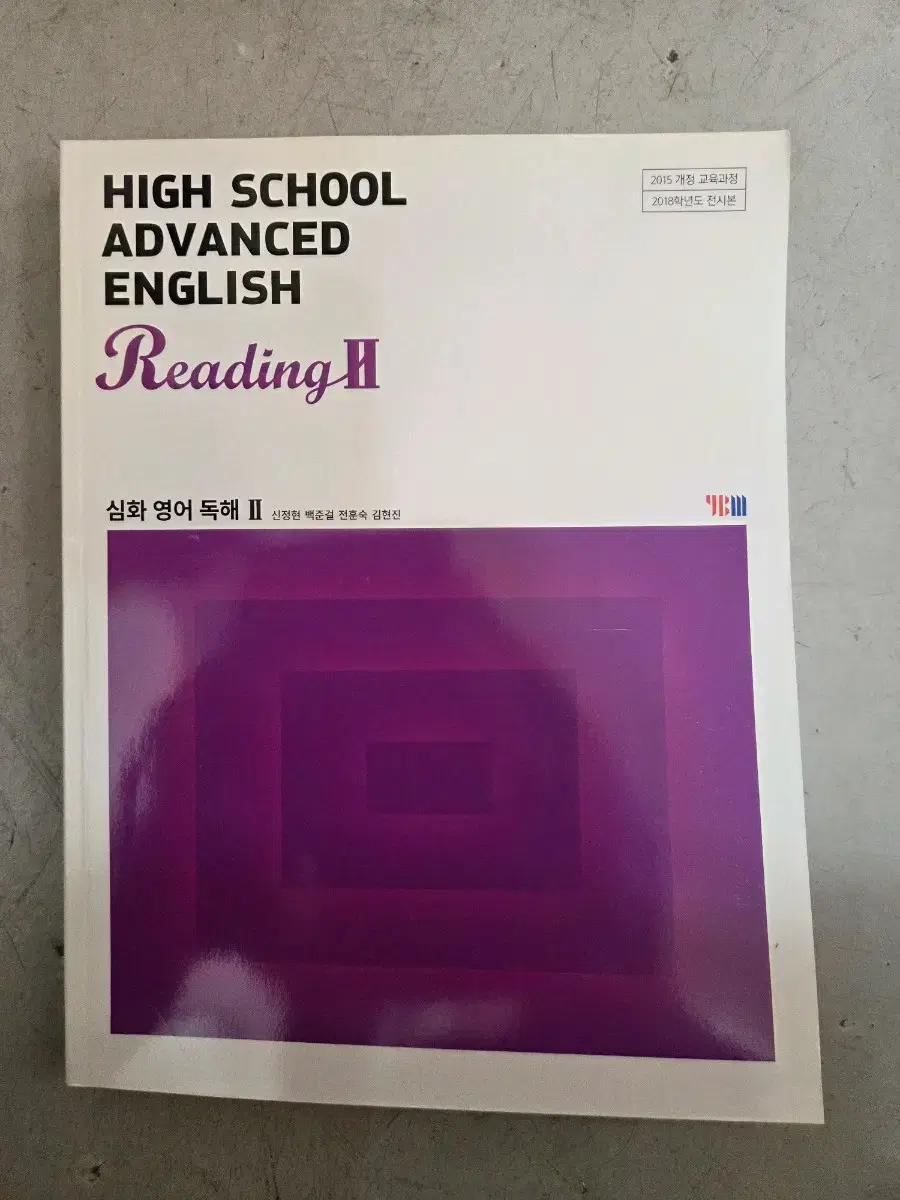 HIGH SCHOOL
ADVANCED
ENGLISH
Reading II
2015 개정 교육과정
2018학년도 전시본
심화 영어 독해 II 신정현 백준걸 전훈숙 김현진
YBM